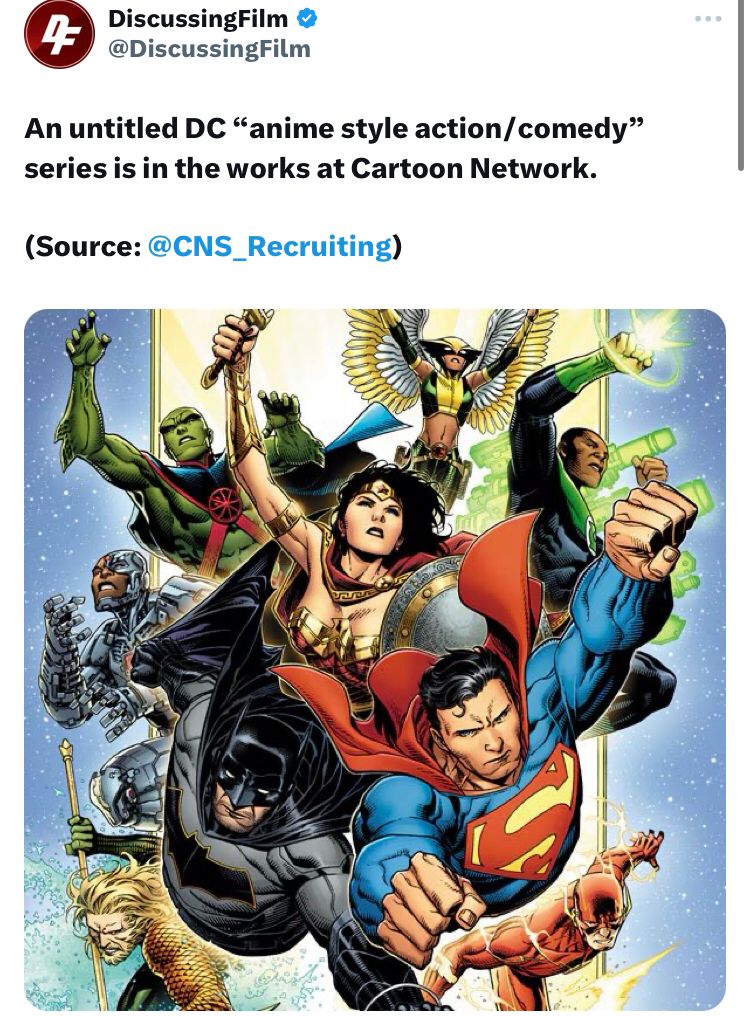 DF
DiscussingFilm
@DiscussingFilm
An untitled DC “anime style action/comedy”
series is in the works at Cartoon Network.
(Source: @CNS_Recruiting)
S